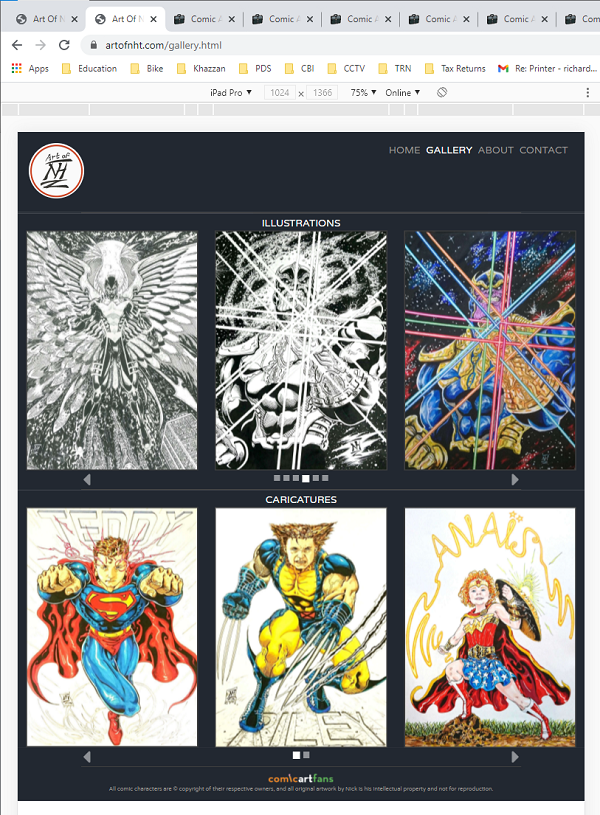 Art Of N
Art Of N
Comic A
Comic A
Comic A
Comic A
Comic A
Com
artofnht.com/gallery.html
Apps
Education
Bike
Khazzan
PDS
CBI
CCTV
TRN
Tax Returns
Re: Printer - richard...
iPad Pro ▼ 1024 x 1366 75% ▼ Online ▼
Art of
NH
HOME GALLERY ABOUT CONTACT
ILLUSTRATIONS
CARICATURES
TEDDY
RILEY
ANAÏS
comicartfans
All comic characters are © copyright of their respective owners, and all original artwork by Nick is his intellectual property and not for reproduction.